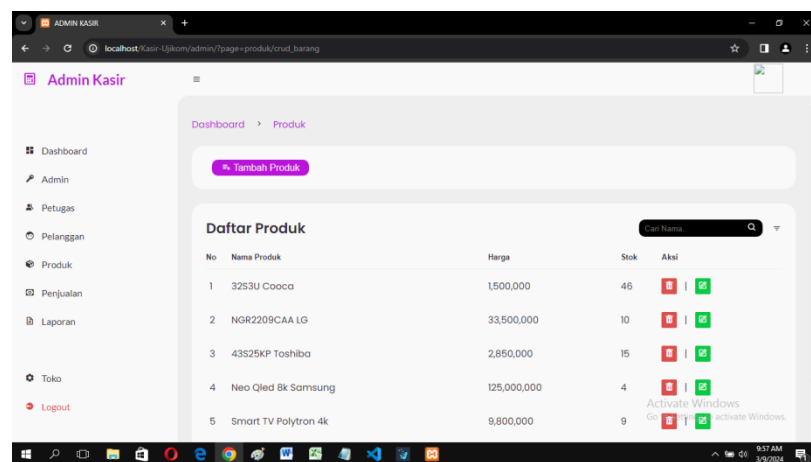 ADMIN KASIR
localhost/Kasir-Ujikom/admin/?page=produk/crud_barang
Admin Kasir
Dashboard > Produk
Dashboard
Admin
Petugas
Pelanggan
Produk
Penjualan
Laporan
Toko
Logout
Tambah Produk
Daftar Produk
Cari Nama..
No Nama Produk Harga Stok Aksi
1 32S3U Cooca 1,500,000 46 |
2 NGR2209CAA LG 33,500,000 10 |
3 43S25KP Toshiba 2,850,000 15 |
4 Neo Qled 8k Samsung 125,000,000 4 |
5 Smart TV Polytron 4k 9,800,000 9 |
Activate Windows
Go to activate Windows.
9:57 AM
3/9/2024